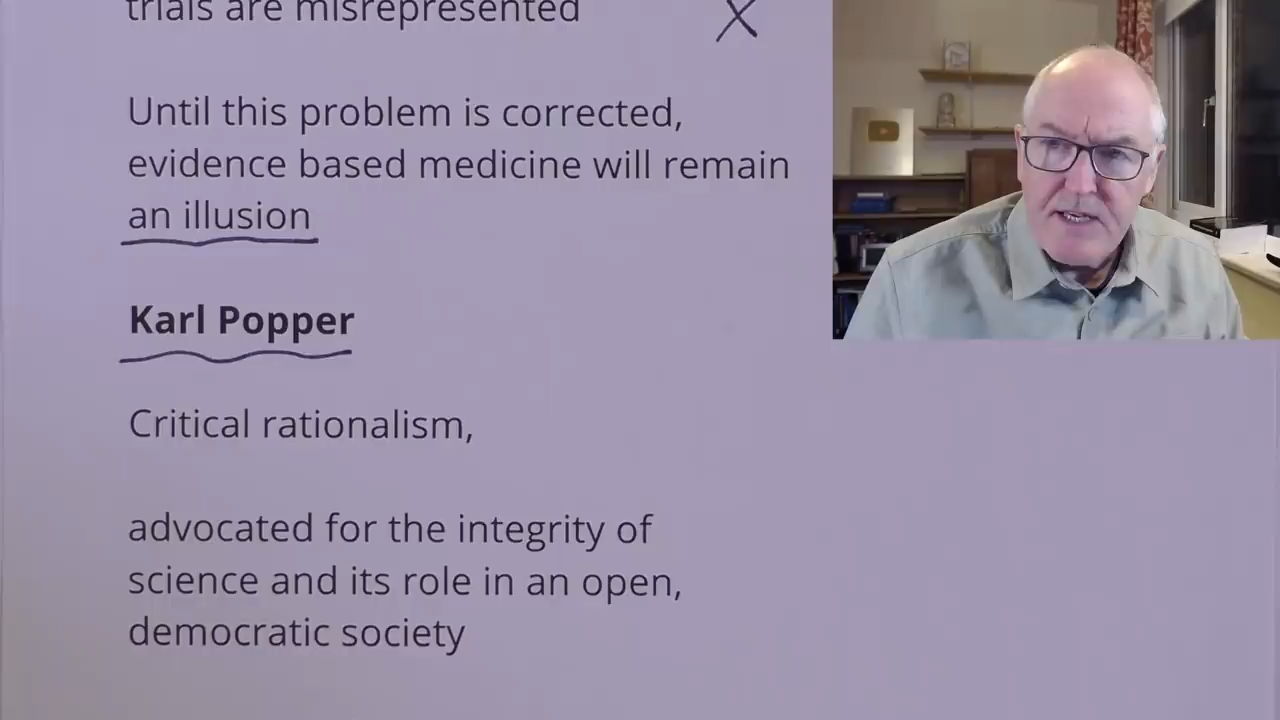 trials are misrepresented
X
Until this problem is corrected,
evidence based medicine will remain
an illusion
Karl Popper
Critical rationalism,
advocated for the integrity of
science and its role in an open,
democratic society